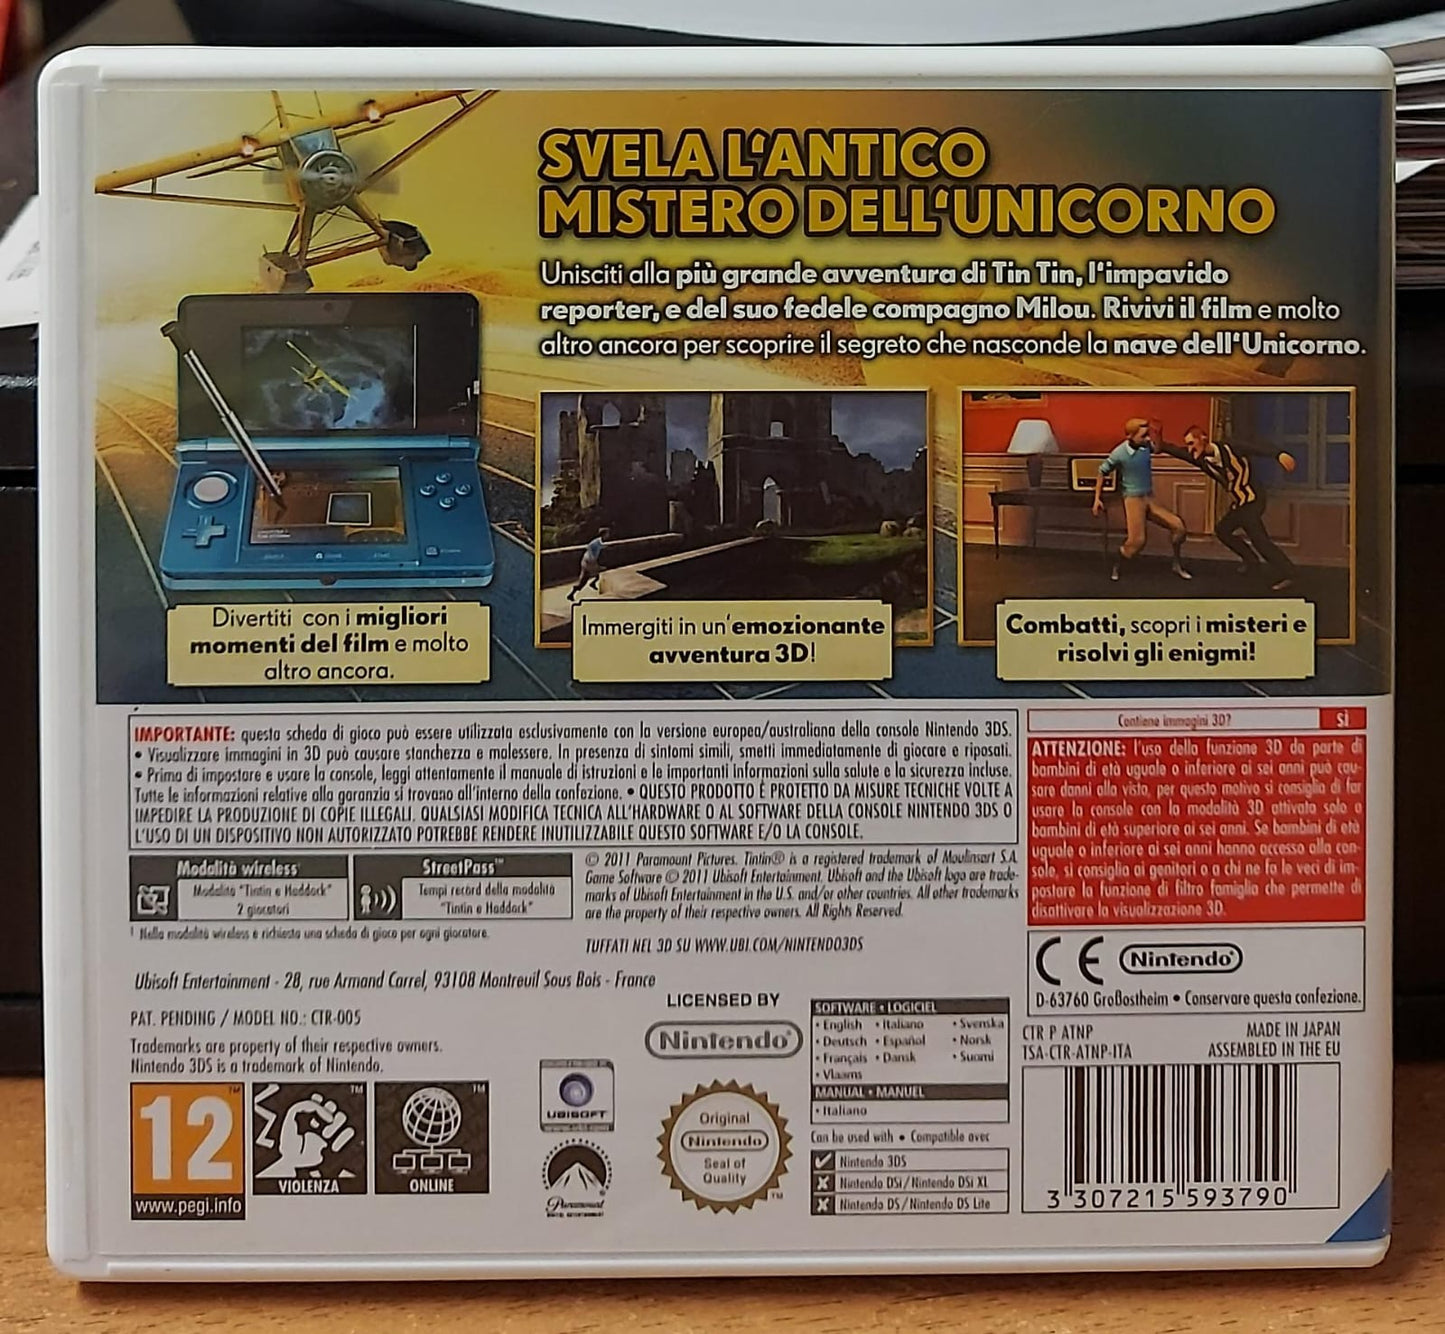 SVELA L'ANTICO
MISTERO DELL'UNICORNO
Unisciti alla più grande avventura di Tin Tin, l'impavido
reporter, e del suo fedele compagno Milou. Rivivi il film e molto
altro ancora per scoprire il segreto che nasconde la nave dell'Unicorno.
Divertiti con i migliori
momenti del film e molto
altro ancora.
Immergiti in un'emozionante
avventura 3D!
Combatti, scopri i misteri e
risolvi gli enigmi!
IMPORTANTE: questa scheda di gioco può essere utilizzata esclusivamente con la versione europea/australiana della console Nintendo 3DS.
• Visualizzare immagini in 3D può causare stanchezza e malessere. In presenza di sintomi simili, smetti immediatamente di giocare e riposati.
• Prima di impostare e usare la console, leggi attentamente il manuale di istruzioni e le importanti informazioni sulla salute e la sicurezza incluse.
Tutte le informazioni relative alla garanzia si trovano all'interno della confezione. • QUESTO PRODOTTO È PROTETTO DA MISURE TECNICHE VOLTE A
IMPEDIRE LA PRODUZIONE DI COPIE ILLEGALI. QUALSIASI MODIFICA TECNICA ALL'HARDWARE O AL SOFTWARE DELLA CONSOLE NINTENDO 3DS O
L'USO DI UN DISPOSITIVO NON AUTORIZZATO POTREBBE RENDERE INUTILIZZABILE QUESTO SOFTWARE E/O LA CONSOLE.
Contiene immagini 3D? SÌ
ATTENZIONE: l'uso della funzione 3D da parte di
bambini di età uguale o inferiore ai sei anni può cau-
sare danni alla vista, per questo motivo si consiglia di far
usare la console con la modalità 3D attivata solo a
bambini di età superiore ai sei anni. Se bambini di età
uguale o inferiore ai sei anni hanno accesso alla con-
sole, si consiglia ai genitori o a chi ne fa le veci di im-
postare la funzione di filtro famiglia che permette di
disattivare la visualizzazione 3D.
Modalità wireless¹
Modalità "Tintin e Haddock"
2 giocatori
StreetPass™
Tempi record della modalità
"Tintin e Haddock"
¹ Nella modalità wireless è richiesta una scheda di gioco per ogni giocatore.
© 2011 Paramount Pictures. Tintin® is a registered trademark of Moulinsart S.A.
Game Software © 2011 Ubisoft Entertainment. Ubisoft and the Ubisoft logo are trade-
marks of Ubisoft Entertainment in the U.S. and/or other countries. All other trademarks
are the property of their respective owners. All Rights Reserved.
TUFFATI NEL 3D SU WWW.UBI.COM/NINTENDO3DS
CE Nintendo®
D-63760 Großostheim • Conservare questa confezione.
Ubisoft Entertainment - 28, rue Armand Carrel, 93108 Montreuil Sous Bois - France
PAT. PENDING / MODEL NO.: CTR-005
Trademarks are property of their respective owners.
Nintendo 3DS is a trademark of Nintendo.
LICENSED BY
Nintendo®
SOFTWARE • LOGICIEL
• English • Italiano • Svenska
• Deutsch • Español • Norsk
• Français • Dansk • Suomi
• Vlaams
MANUAL • MANUEL
• Italiano
Can be used with • Compatible avec
Nintendo 3DS
Nintendo DSi/Nintendo DSi XL
Nintendo DS/Nintendo DS Lite
CTR P ATNP
TSA-CTR-ATNP-ITA
MADE IN JAPAN
ASSEMBLED IN THE EU
12™
www.pegi.info
VIOLENZA
ONLINE
UBISOFT
Paramount
Original
Nintendo
Seal of
Quality
3 307215 593790